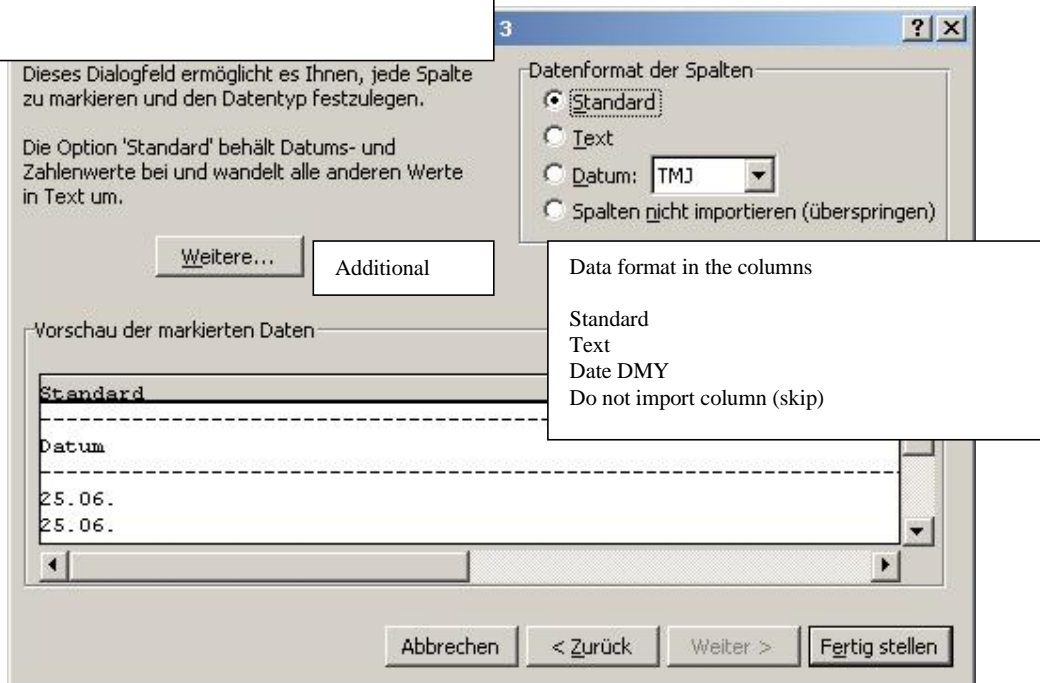 3
Dieses Dialogfeld ermöglicht es Ihnen, jede Spalte
zu markieren und den Datentyp festzulegen.
Die Option 'Standard' behält Datums- und
Zahlenwerte bei und wandelt alle anderen Werte
in Text um.
Weitere...
Additional
Datenformat der Spalten
Standard
Text
Datum: TMJ
Spalten nicht importieren (überspringen)
Data format in the columns
Standard
Text
Date DMY
Do not import column (skip)
Vorschau der markierten Daten
Standard
Datum
25.06.
25.06.
Abbrechen < Zurück Weiter > Fertig stellen